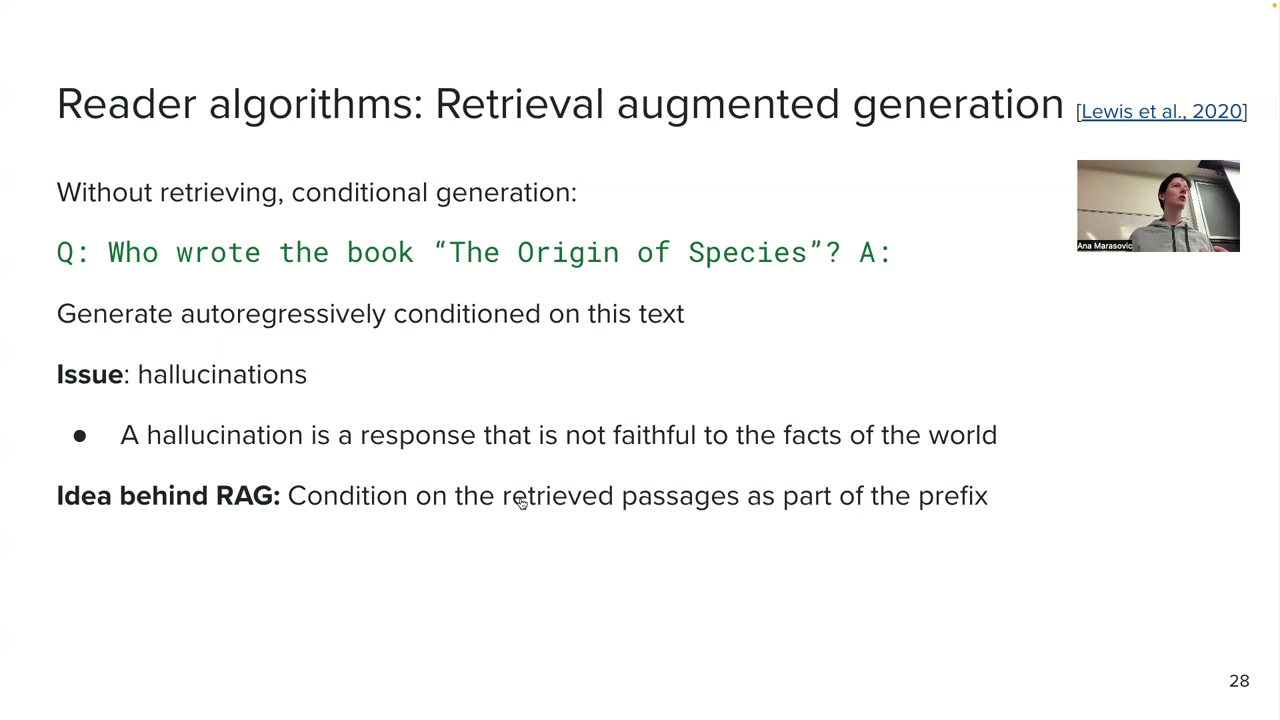 Reader algorithms: Retrieval augmented generation [Lewis et al., 2020]
Without retrieving, conditional generation:
Ana Marasovic
Q: Who wrote the book “The Origin of Species”? A:
Generate autoregressively conditioned on this text
Issue: hallucinations
● A hallucination is a response that is not faithful to the facts of the world
Idea behind RAG: Condition on the retrieved passages as part of the prefix
28